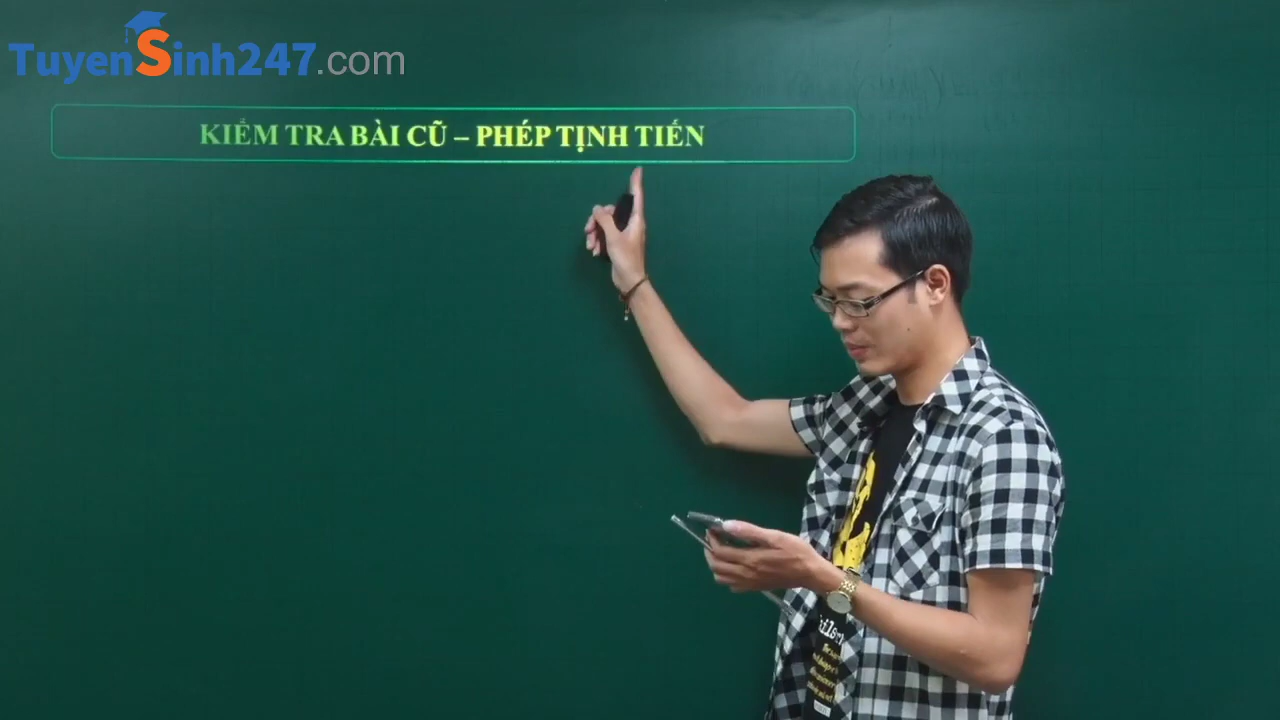 TuyenSinh247.com
KIỂM TRA BÀI CŨ – PHÉP TỊNH TIẾN